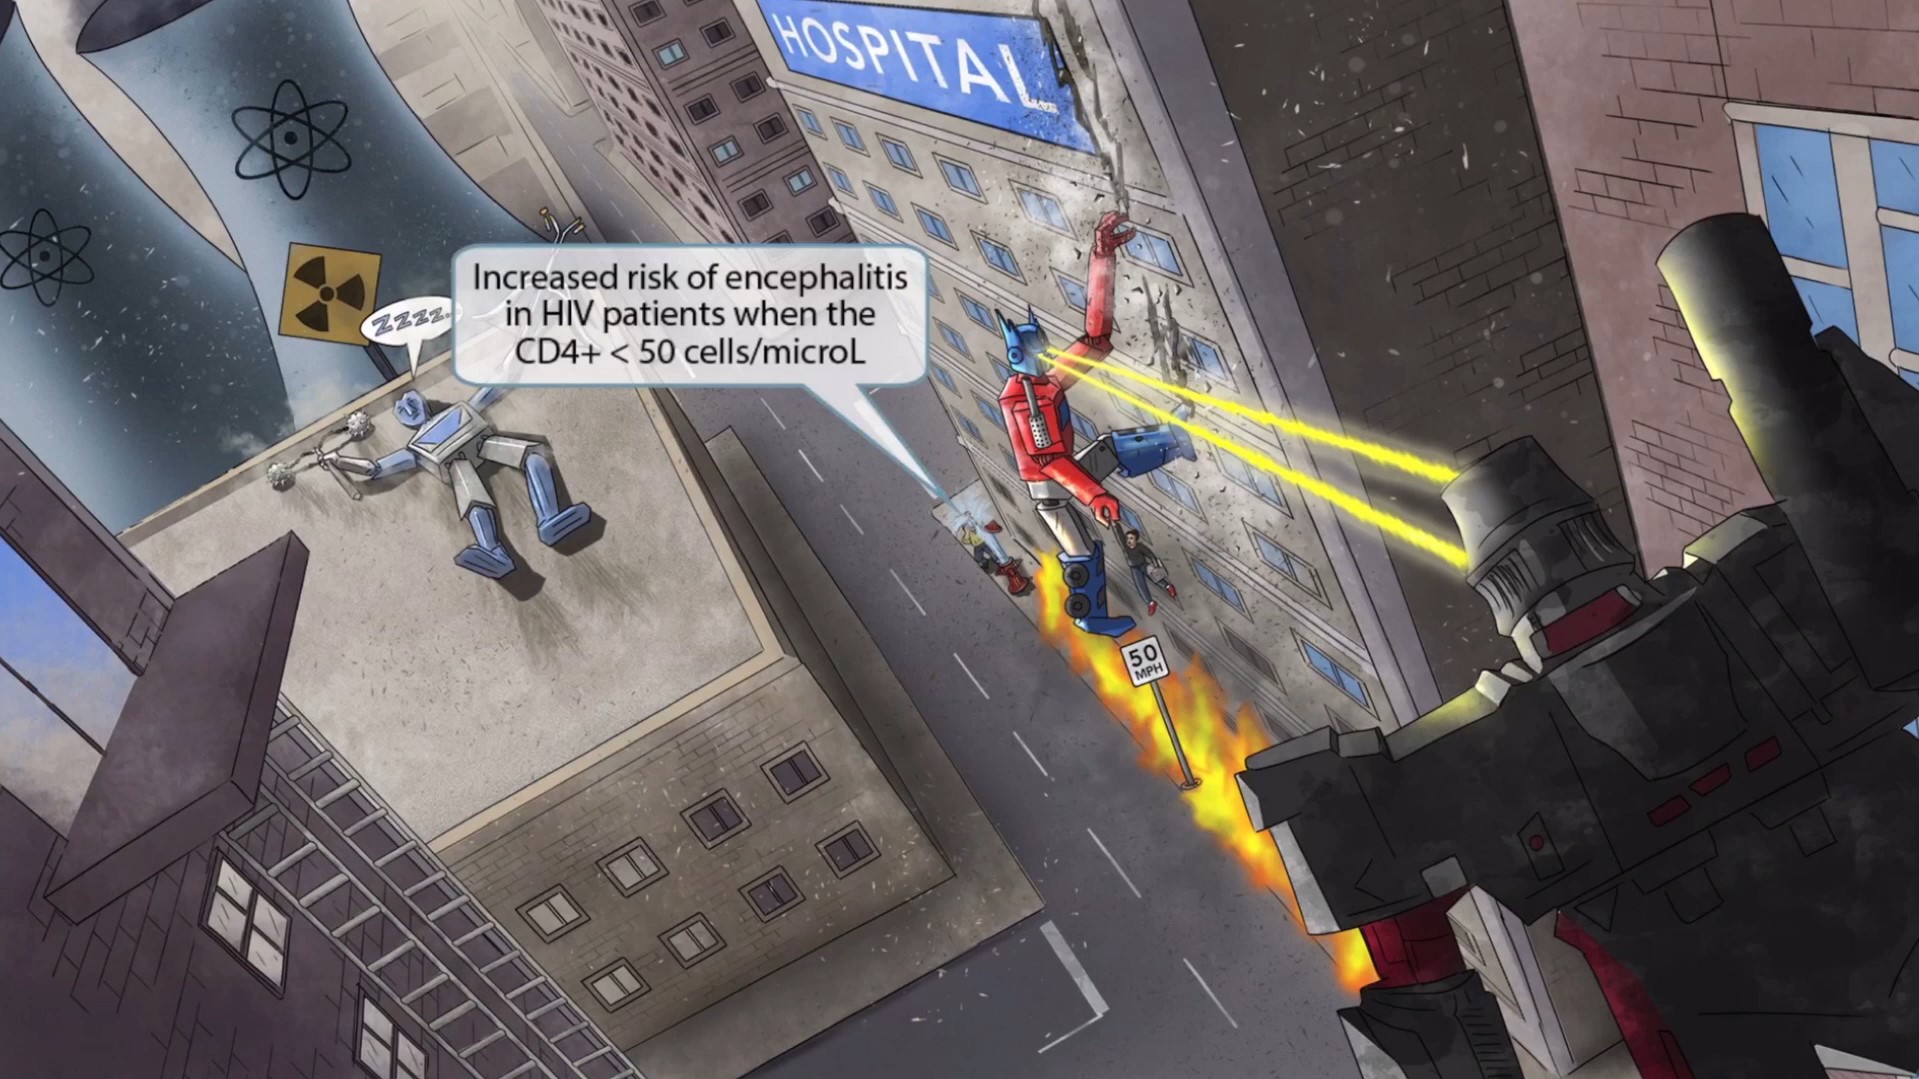 HOSPITAL
zzzz
Increased risk of encephalitis
in HIV patients when the
CD4+ < 50 cells/microL
50
MPH